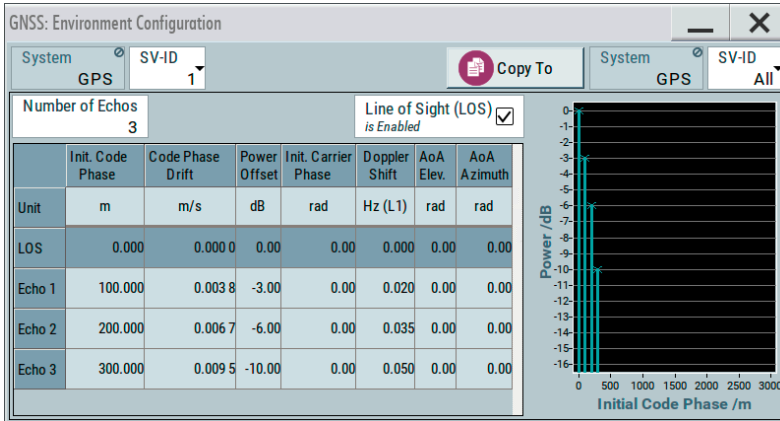 GNSS: Environment Configuration
System
GPS
SV-ID
1
Copy To
System
GPS
SV-ID
All
Number of Echos
3
Line of Sight (LOS)
is Enabled
Init. Code Phase Code Phase Drift Power Offset Init. Carrier Phase Doppler Shift AoA Elev. AoA Azimuth
Unit m m/s dB rad Hz (L1) rad rad
LOS 0.000 0.000 0 0.00 0.00 0.000 0.00 0.00
Echo 1 100.000 0.003 8 -3.00 0.00 0.020 0.00 0.00
Echo 2 200.000 0.006 7 -6.00 0.00 0.035 0.00 0.00
Echo 3 300.000 0.009 5 -10.00 0.00 0.050 0.00 0.00
Power /dB
0
-1
-2
-3
-4
-5
-6
-7
-8
-9
-10
-11
-12
-13
-14
-15
-16
0 500 1000 1500 2000 2500 3000
Initial Code Phase /m